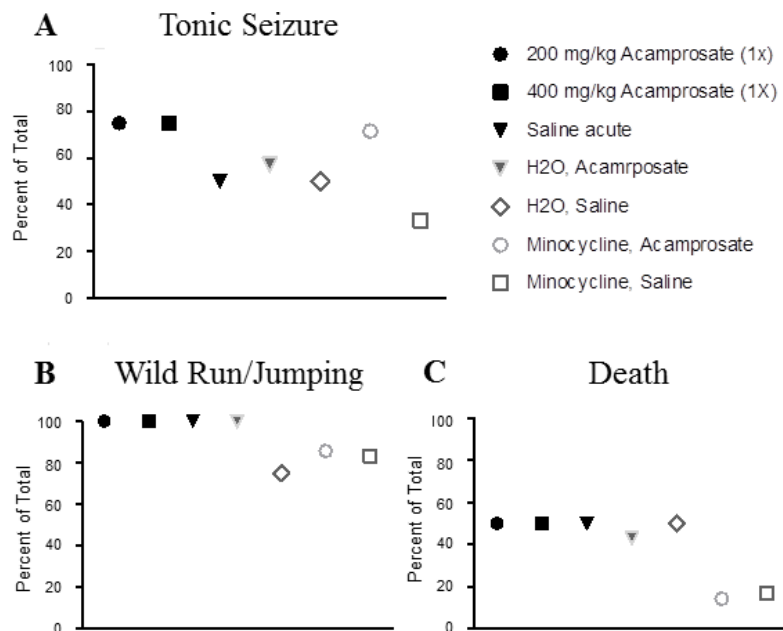 A Tonic Seizure
Percent of Total
100
80
60
40
20
0
200 mg/kg Acamprosate (1x)
400 mg/kg Acamprosate (1X)
Saline acute
H2O, Acamrposate
H2O, Saline
Minocycline, Acamprosate
Minocycline, Saline
B Wild Run/Jumping
Percent of Total
100
80
60
40
20
0
C Death
Percent of Total
100
80
60
40
20
0